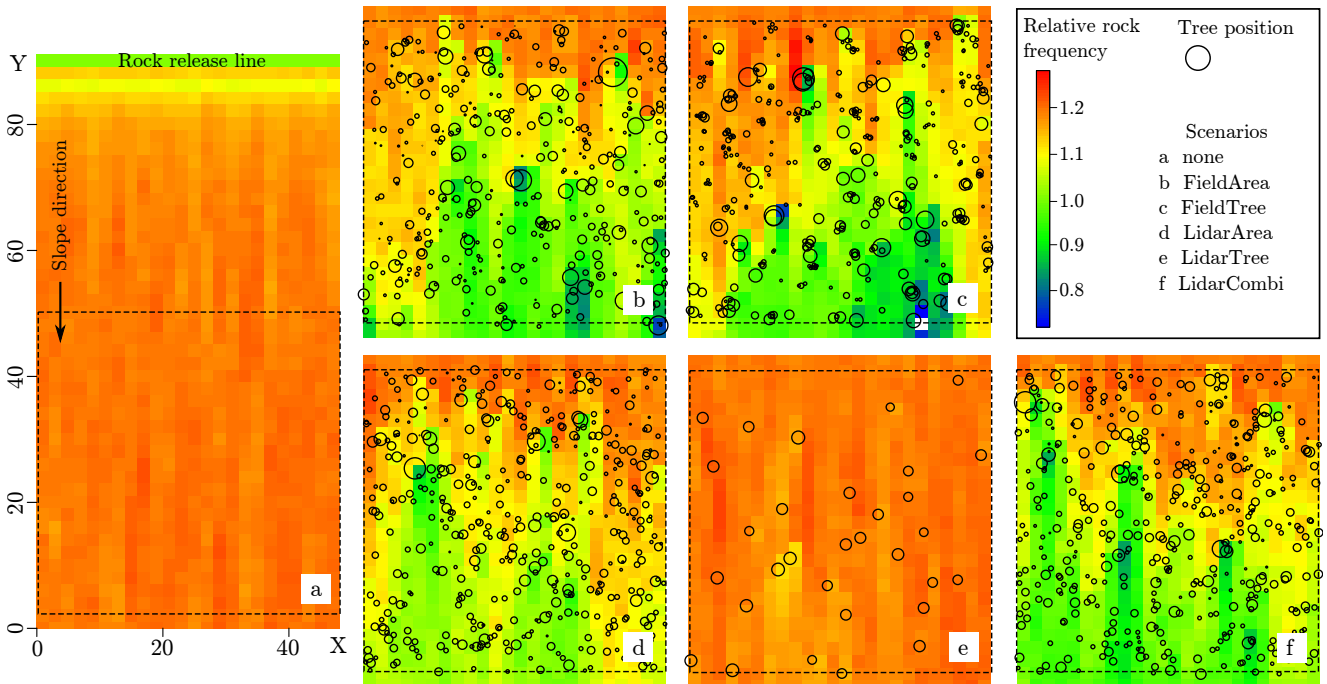 Y
Rock release line
Slope direction
80
60
40
20
0
0
20
40
X
a
b
c
d
e
f
Relative rock
frequency
Tree position
1.2
1.1
1.0
0.9
0.8
Scenarios
a none
b FieldArea
c FieldTree
d LidarArea
e LidarTree
f LidarCombi